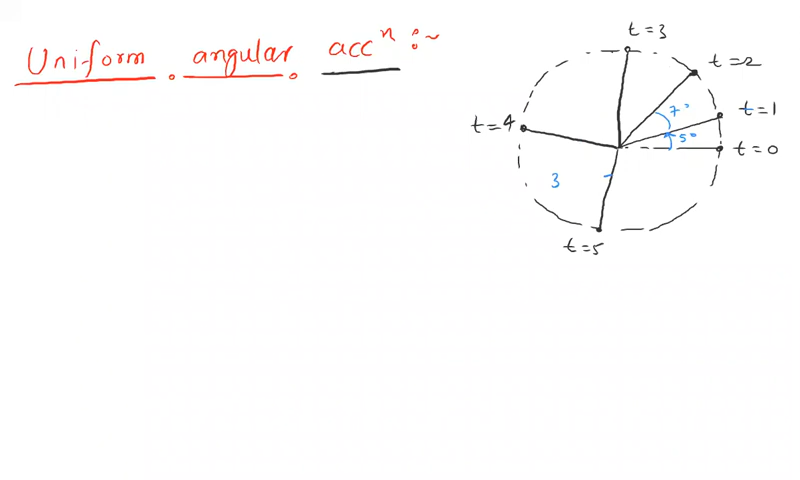 Uniform angular accⁿ :~
t=3
t=2
t=1
t=0
t=4
t=5
7°
5°
3